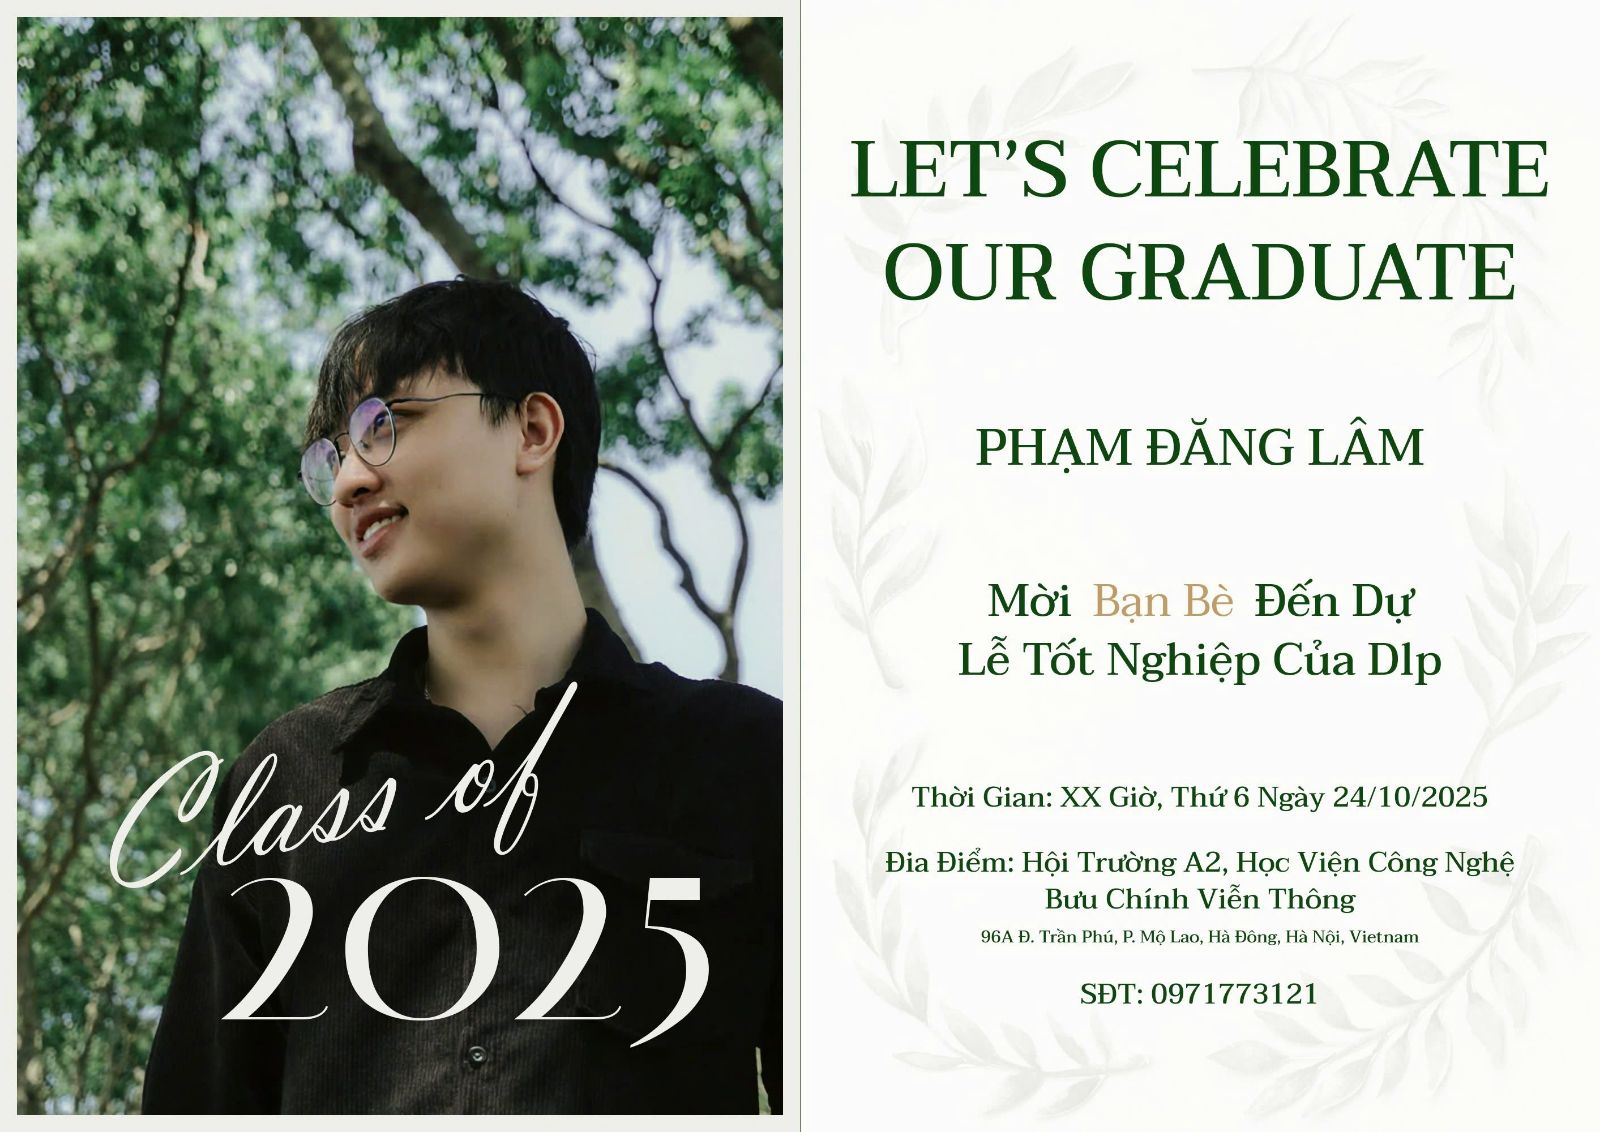 Class of
2025
LET'S CELEBRATE
OUR GRADUATE
PHẠM ĐĂNG LÂM
Mời Bạn Bè Đến Dự
Lễ Tốt Nghiệp Của Dlp
Thời Gian: XX Giờ, Thứ 6 Ngày 24/10/2025
Đia Điểm: Hội Trường A2, Học Viện Công Nghệ
Bưu Chính Viễn Thông
96A Đ. Trần Phú, P. Mộ Lao, Hà Đông, Hà Nội, Vietnam
SĐT: 0971773121